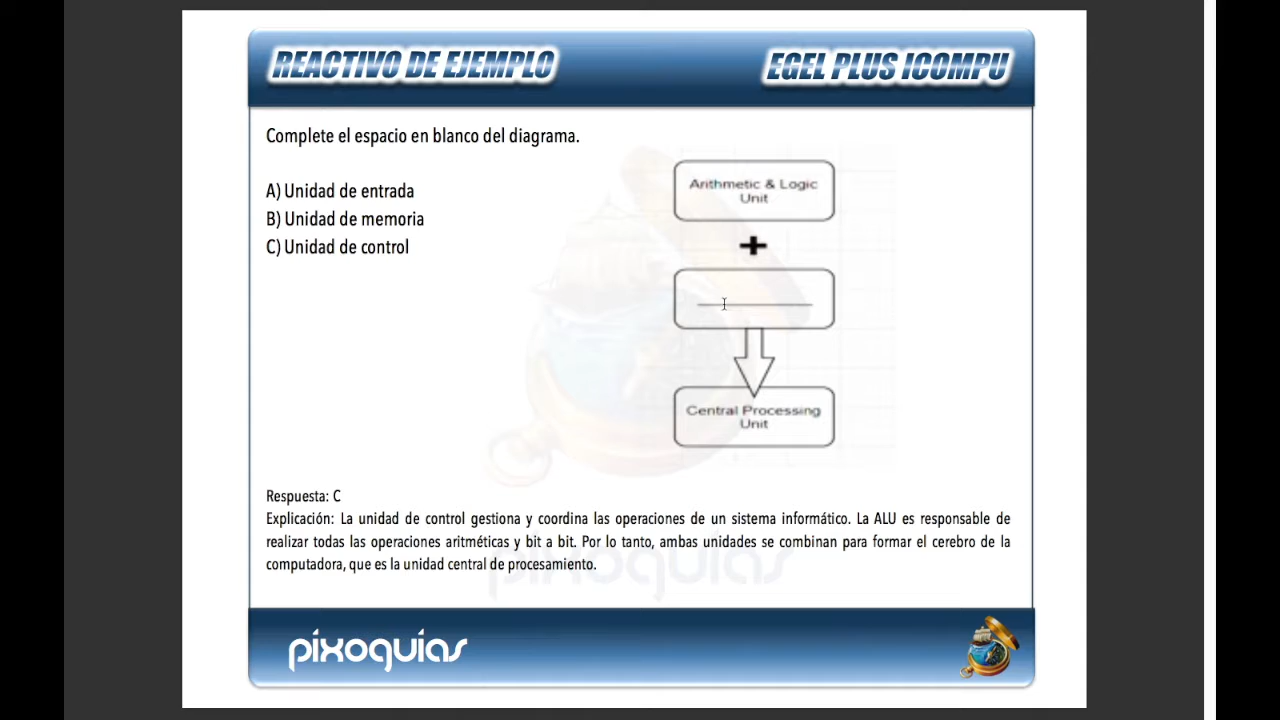 REACTIVO DE EJEMPLO
EGEL PLUS ICOMPU
Complete el espacio en blanco del diagrama.
A) Unidad de entrada
B) Unidad de memoria
C) Unidad de control
Arithmetic & Logic
Unit
+
Central Processing
Unit
Respuesta: C
Explicación: La unidad de control gestiona y coordina las operaciones de un sistema informático. La ALU es responsable de
realizar todas las operaciones aritméticas y bit a bit. Por lo tanto, ambas unidades se combinan para formar el cerebro de la
computadora, que es la unidad central de procesamiento.
pixoguías
pixoguías